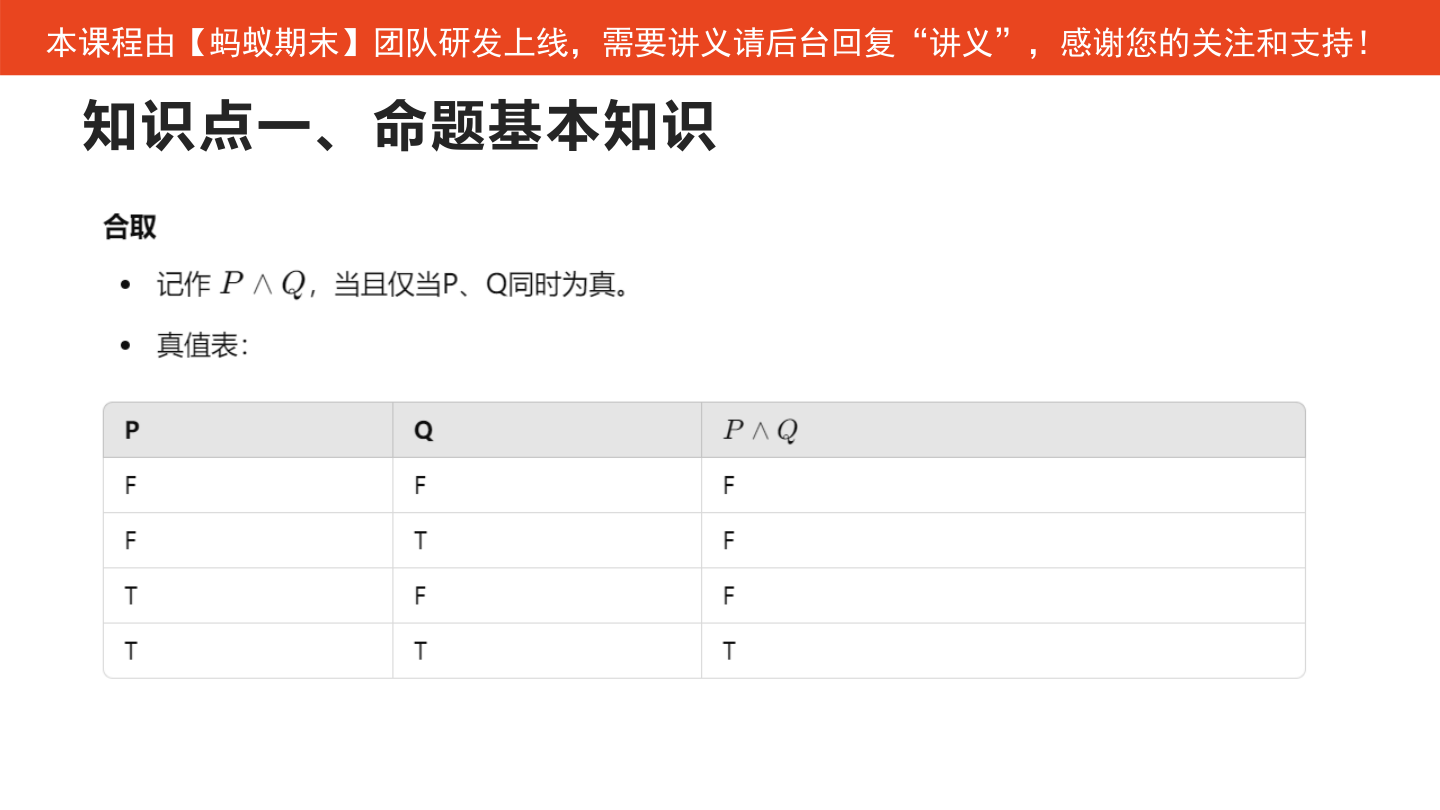 本课程由【蚂蚁期末】团队研发上线，需要讲义请后台回复“讲义”，感谢您的关注和支持！
知识点一、命题基本知识
合取
• 记作 P ∧ Q，当且仅当P、Q同时为真。
• 真值表：
P Q P ∧ Q
F F F
F T F
T F F
T T T